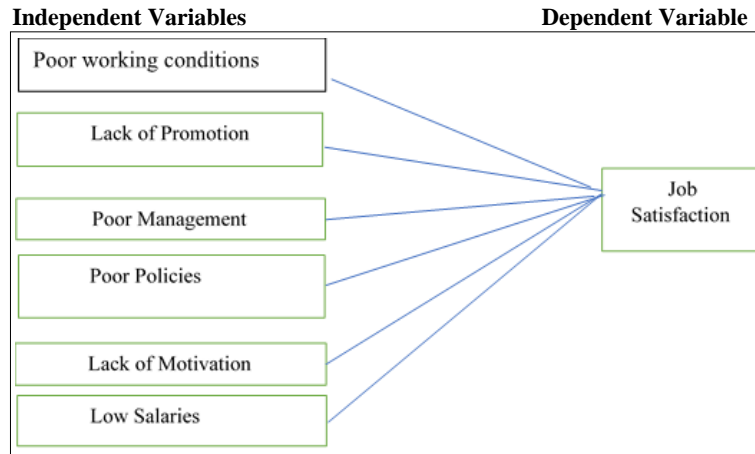 Independent Variables
Dependent Variable
Poor working conditions
Lack of Promotion
Poor Management
Poor Policies
Lack of Motivation
Low Salaries
Job
Satisfaction